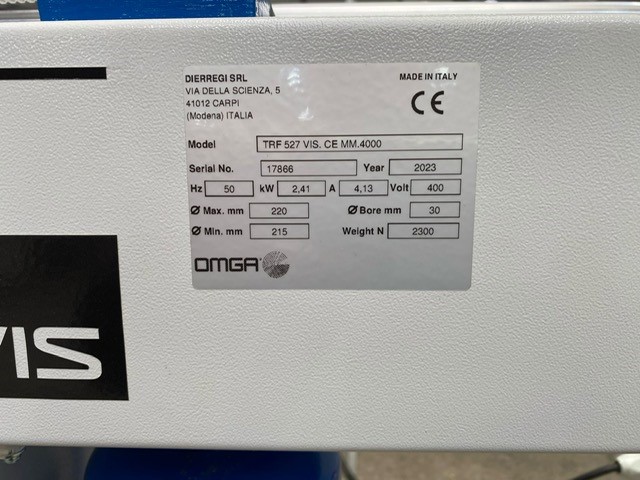 DIERREGI SRL
VIA DELLA SCIENZA, 5
41012 CARPI
(Modena) ITALIA
MADE IN ITALY
CE
Model TRF 527 VIS. CE MM.4000
Serial No. 17866 Year 2023
Hz 50 kW 2,41 A 4,13 Volt 400
Ø Max. mm 220 Ø Bore mm 30
Ø Min. mm 215 Weight N 2300
OMGA
VIS